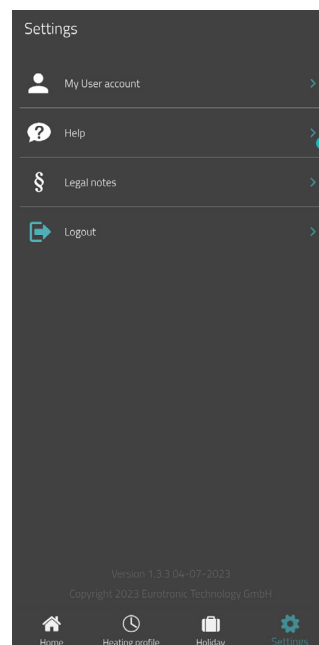 Settings
My User account
Help
§ Legal notes
Logout
Version 1.3.3 04-07-2023
Copyright 2023 Eurotronic Technology GmbH
Home Heating profile Holiday Settings